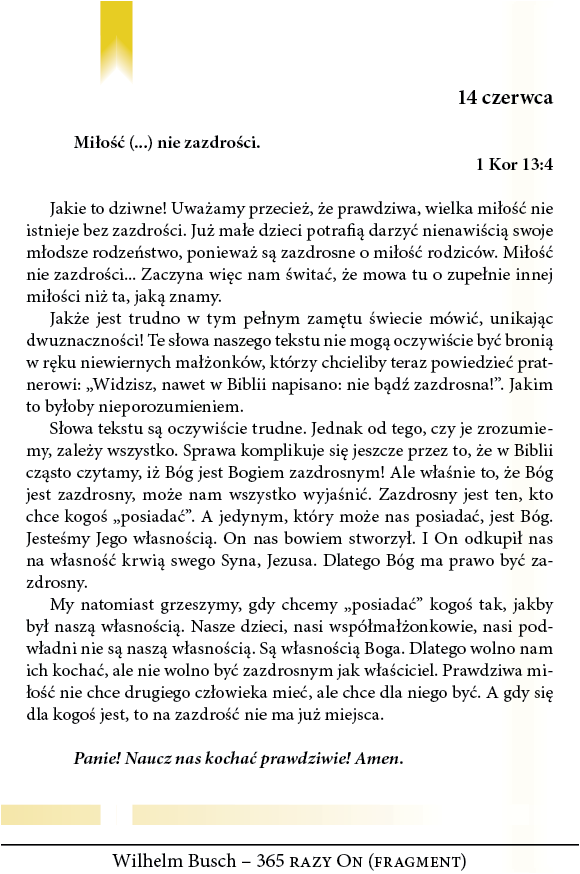 14 czerwca
Miłość (...) nie zazdrości.
1 Kor 13:4
Jakie to dziwne! Uważamy przecież, że prawdziwa, wielka miłość nie
istnieje bez zazdrości. Już małe dzieci potrafią darzyć nienawiścią swoje
młodsze rodzeństwo, ponieważ są zazdrosne o miłość rodziców. Miłość
nie zazdrości... Zaczyna więc nam świtać, że mowa tu o zupełnie innej
miłości niż ta, jaką znamy.
Jakże jest trudno w tym pełnym zamętu świecie mówić, unikając
dwuznaczności! Te słowa naszego tekstu nie mogą oczywiście być bronią
w ręku niewiernych małżonków, którzy chcieliby teraz powiedzieć prat-
nerowi: „Widzisz, nawet w Biblii napisano: nie bądź zazdrosna!”. Jakim
to byłoby nieporozumieniem.
Słowa tekstu są oczywiście trudne. Jednak od tego, czy je zrozumie-
my, zależy wszystko. Sprawa komplikuje się jeszcze przez to, że w Biblii
cząsto czytamy, iż Bóg jest Bogiem zazdrosnym! Ale właśnie to, że Bóg
jest zazdrosny, może nam wszystko wyjaśnić. Zazdrosny jest ten, kto
chce kogoś „posiadać”. A jedynym, który może nas posiadać, jest Bóg.
Jesteśmy Jego własnością. On nas bowiem stworzył. I On odkupił nas
na własność krwią swego Syna, Jezusa. Dlatego Bóg ma prawo być za-
zdrosny.
My natomiast grzeszymy, gdy chcemy „posiadać” kogoś tak, jakby
był naszą własnością. Nasze dzieci, nasi współmałżonkowie, nasi pod-
władni nie są naszą własnością. Są własnością Boga. Dlatego wolno nam
ich kochać, ale nie wolno być zazdrosnym jak właściciel. Prawdziwa mi-
łość nie chce drugiego człowieka mieć, ale chce dla niego być. A gdy się
dla kogoś jest, to na zazdrość nie ma już miejsca.
Panie! Naucz nas kochać prawdziwie! Amen.
Wilhelm Busch – 365 RAZY ON (FRAGMENT)